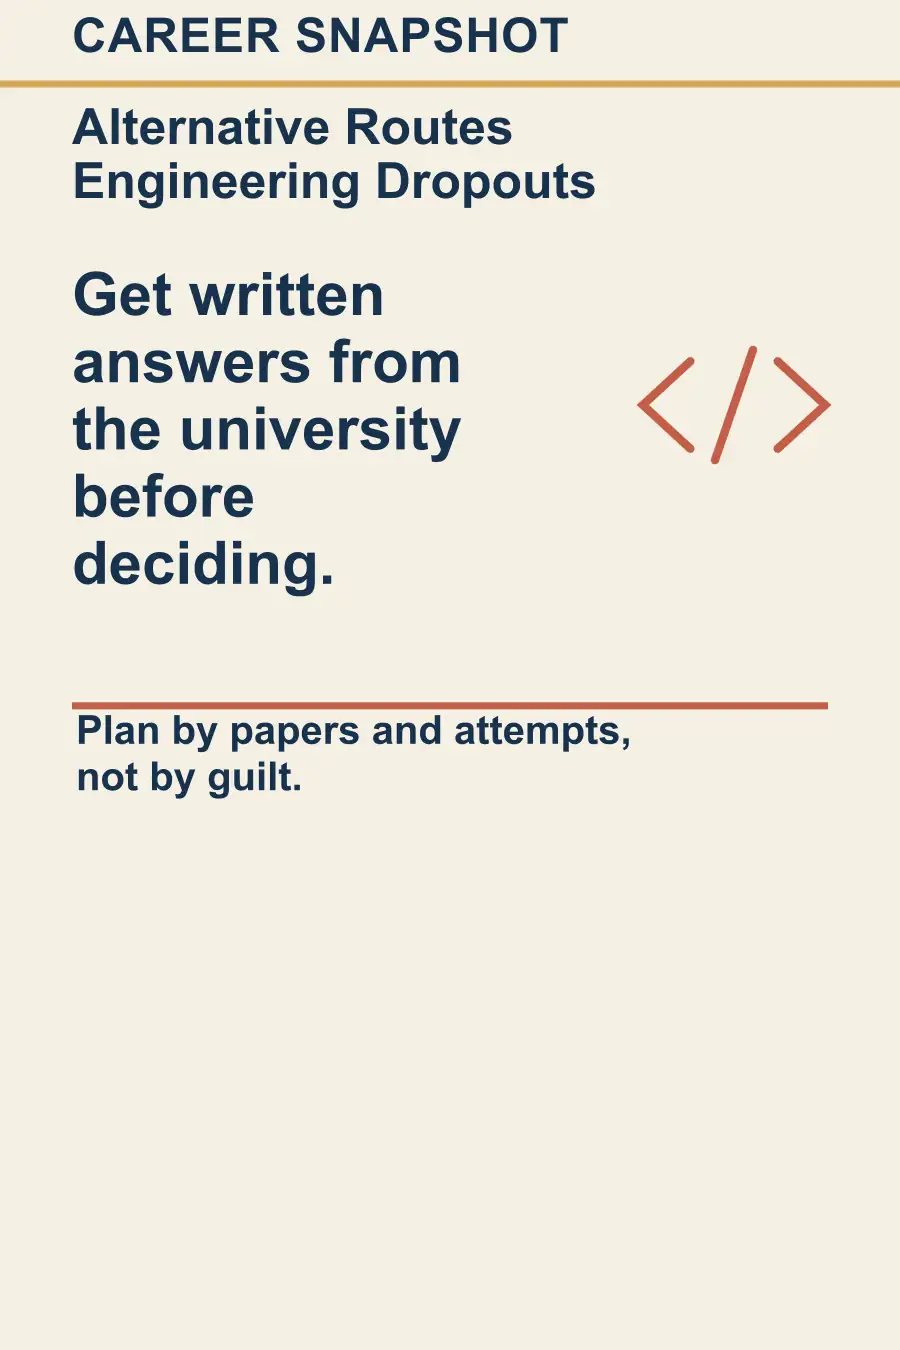 CAREER SNAPSHOT
Alternative Routes
Engineering Dropouts
Get written
answers from
the university
before
deciding.
</>
Plan by papers and attempts,
not by guilt.